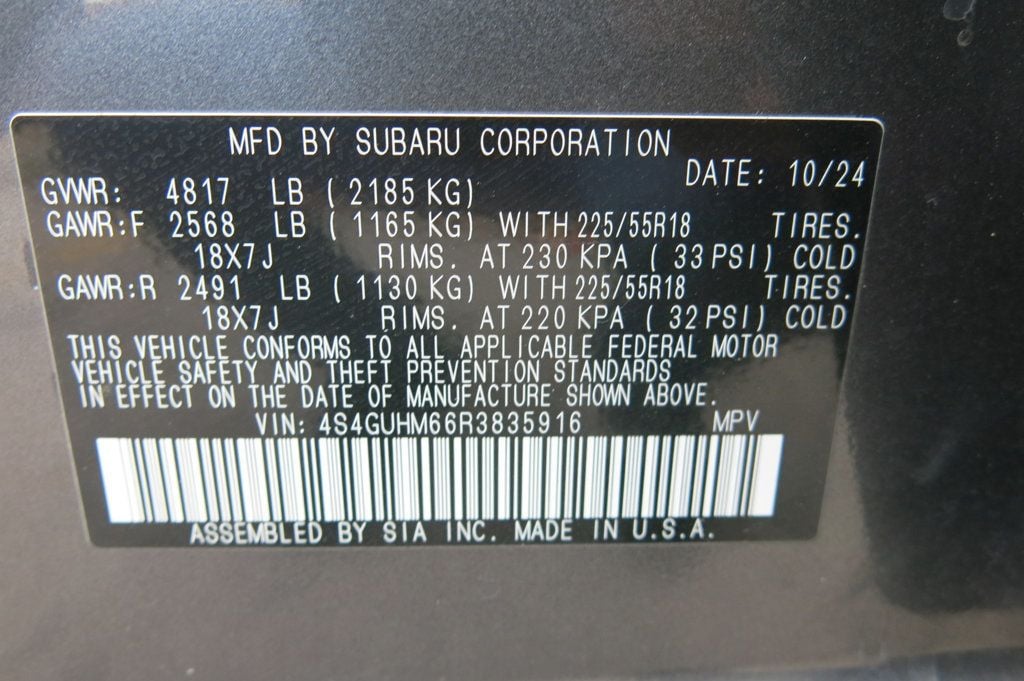 MFD BY SUBARU CORPORATION
DATE: 10/24
GVWR: 4817 LB ( 2185 KG)
GAWR:F 2568 LB ( 1165 KG) WITH 225/55R18 TIRES.
18X7J RIMS. AT 230 KPA ( 33 PSI) COLD
GAWR:R 2491 LB ( 1130 KG) WITH 225/55R18 TIRES.
18X7J RIMS. AT 220 KPA ( 32 PSI) COLD
THIS VEHICLE CONFORMS TO ALL APPLICABLE FEDERAL MOTOR
VEHICLE SAFETY AND THEFT PREVENTION STANDARDS
IN EFFECT ON THE DATE OF MANUFACTURE SHOWN ABOVE.
VIN: 4S4GUHM66R3835916 MPV
ASSEMBLED BY SIA INC. MADE IN U.S.A.